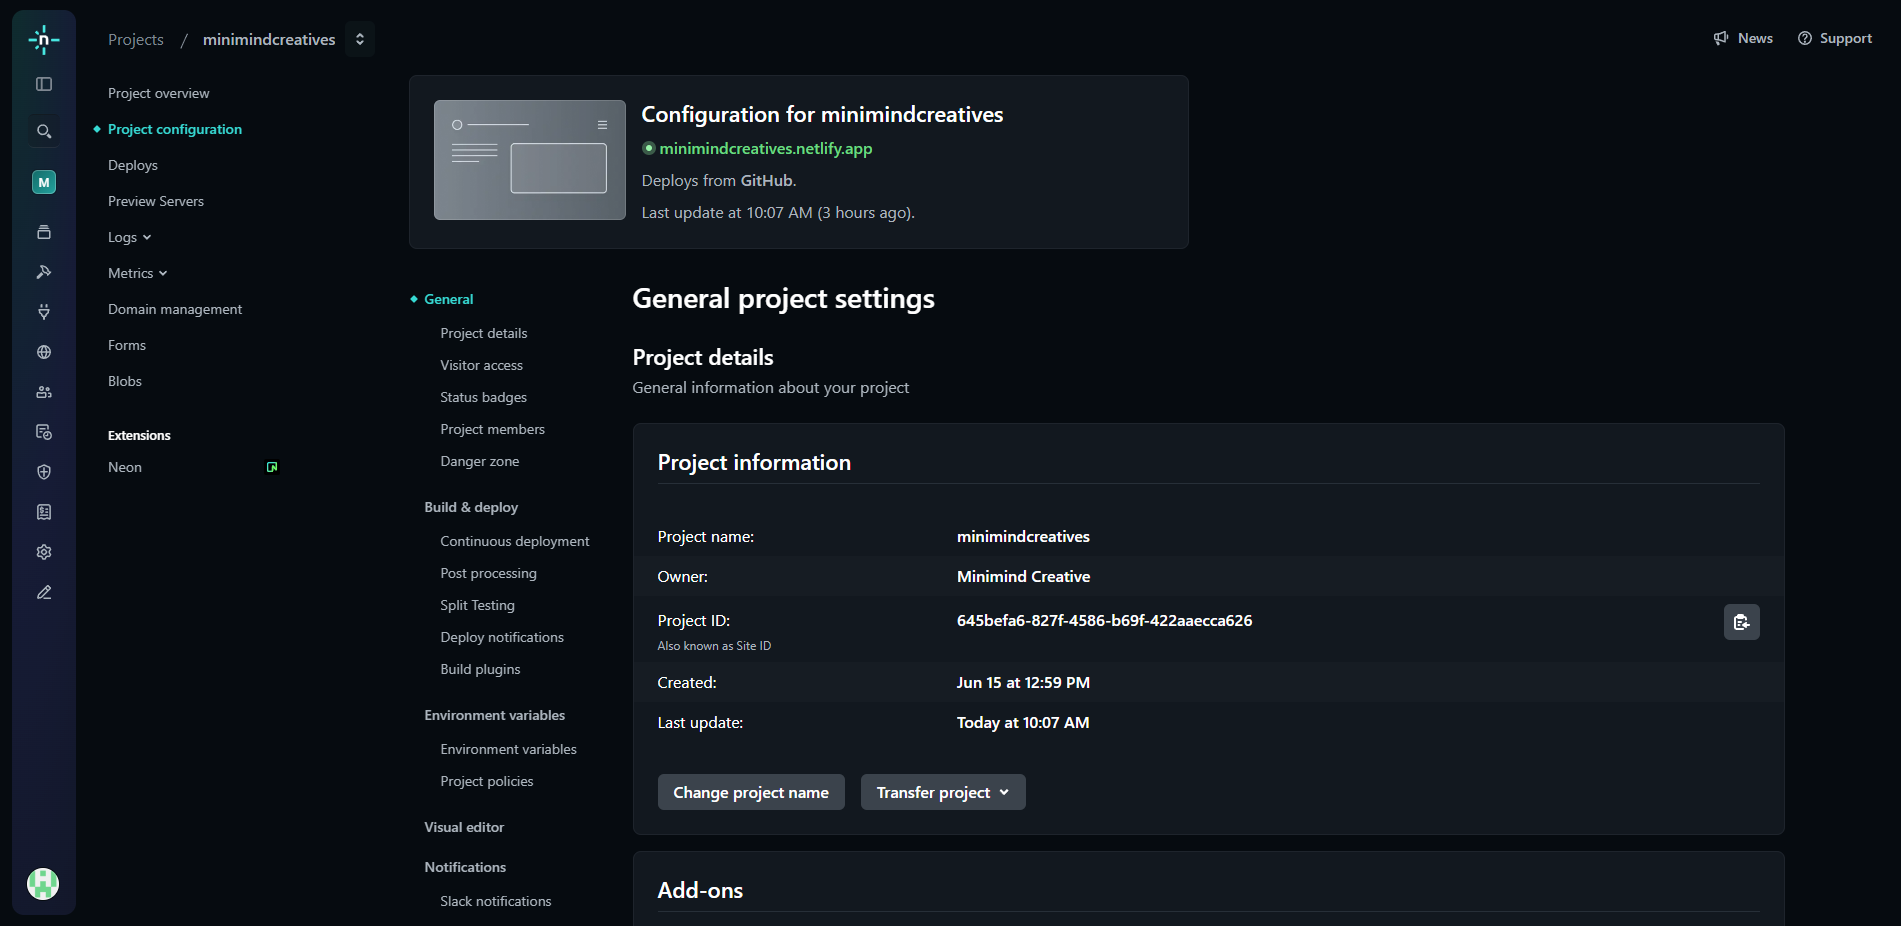 Projects / minimindcreatives
News
Support
M
Project overview
Project configuration
Deploys
Preview Servers
Logs
Metrics
Domain management
Forms
Blobs
Extensions
Neon
Configuration for minimindcreatives
minimindcreatives.netlify.app
Deploys from GitHub.
Last update at 10:07 AM (3 hours ago).
General
Project details
Visitor access
Status badges
Project members
Danger zone
Build & deploy
Continuous deployment
Post processing
Split Testing
Deploy notifications
Build plugins
Environment variables
Environment variables
Project policies
Visual editor
Notifications
Slack notifications
General project settings
Project details
General information about your project
Project information
Project name: minimindcreatives
Owner: Minimind Creative
Project ID: 645befa6-827f-4586-b69f-422aaecca626
Also known as Site ID
Created: Jun 15 at 12:59 PM
Last update: Today at 10:07 AM
Change project name
Transfer project
Add-ons